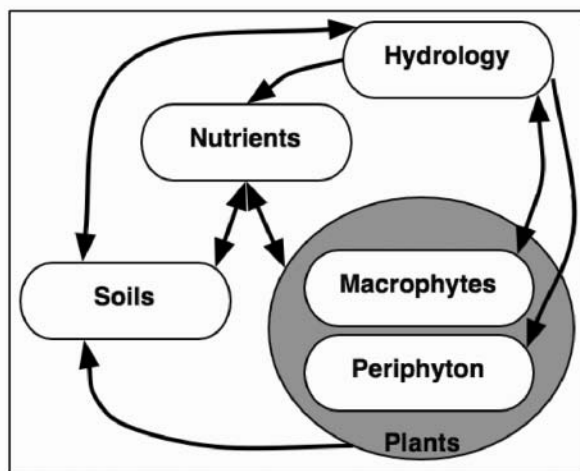 Hydrology
Nutrients
Soils
Macrophytes
Periphyton
Plants